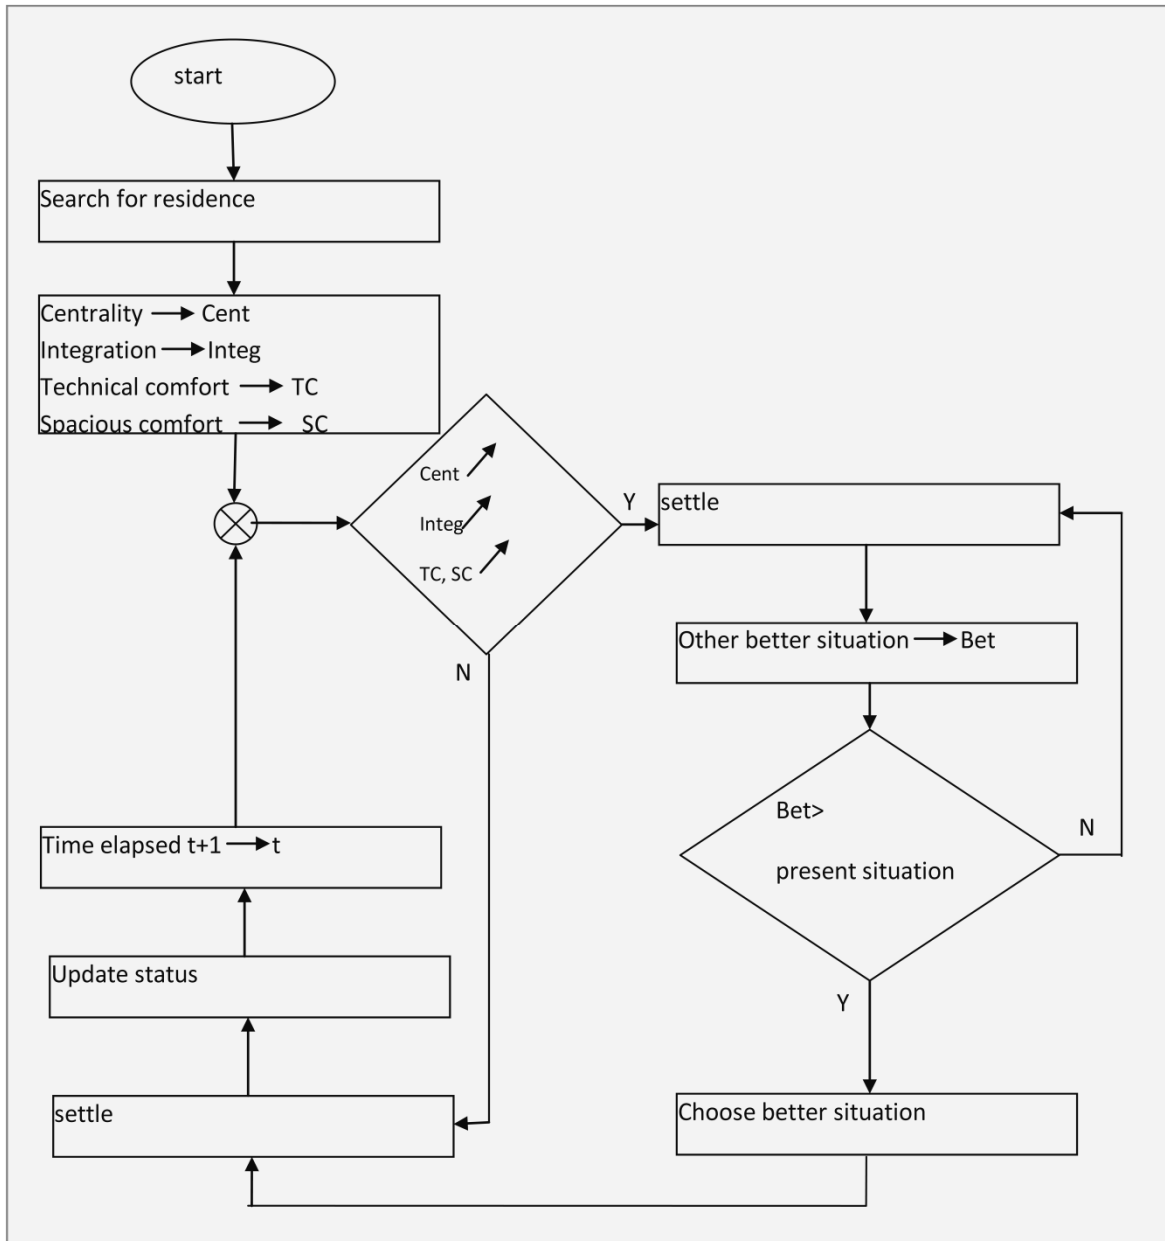 start
Search for residence
Centrality → Cent
Integration → Integ
Technical comfort → TC
Spacious comfort → SC
Cent
Integ
TC, SC
Y
settle
N
Other better situation → Bet
Bet>
present situation
N
Y
Time elapsed t+1 → t
Update status
settle
Choose better situation